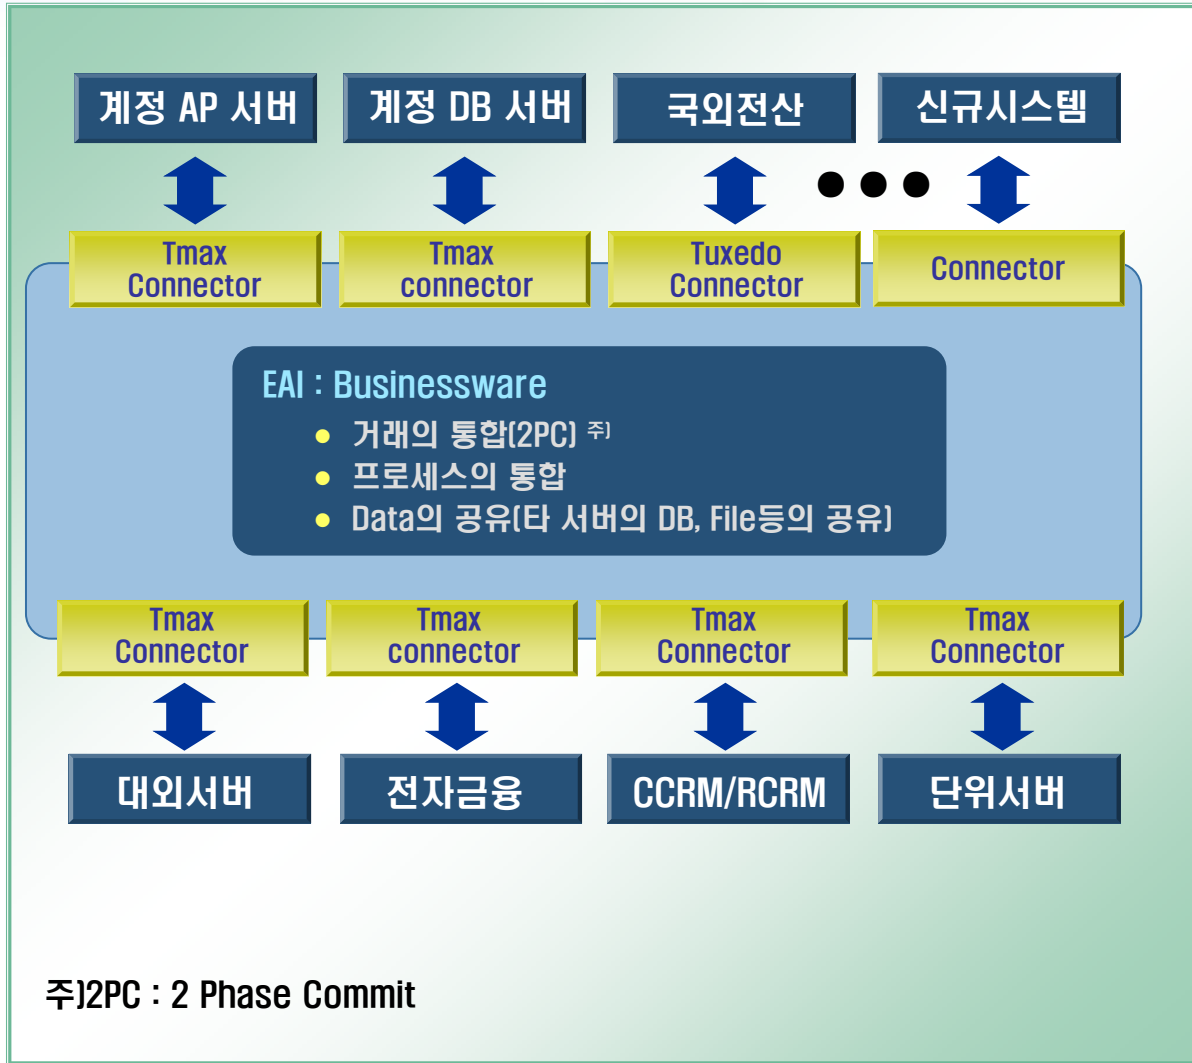 계정 AP 서버
계정 DB 서버
국외전산
신규시스템
Tmax
Connector
Tmax
connector
Tuxedo
Connector
Connector
EAI : Businessware
거래의 통합(2PC) 주)
프로세스의 통합
Data의 공유(타 서버의 DB, File등의 공유)
Tmax
Connector
Tmax
connector
Tmax
Connector
Tmax
Connector
대외서버
전자금융
CCRM/RCRM
단위서버
주)2PC : 2 Phase Commit